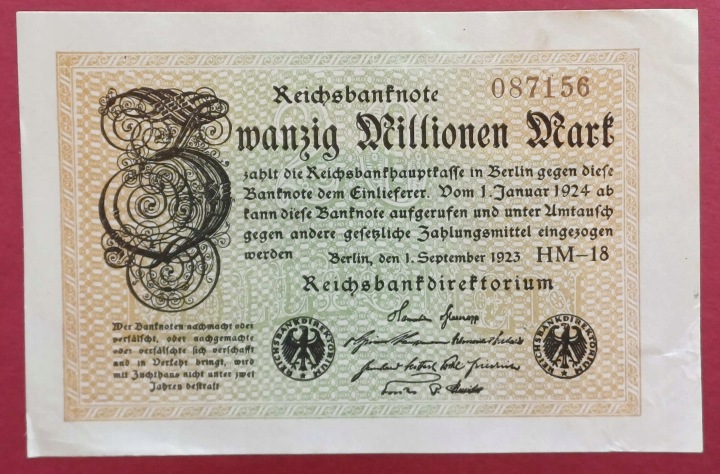 Reichsbanknote
087156
Zwanzig Millionen Mark
zahlt die Reichsbankhauptkasse in Berlin gegen diese
Banknote dem Einlieferer. Vom 1. Januar 1924 ab
kann diese Banknote aufgerufen und unter Umtausch
gegen andere gesetzliche Zahlungsmittel eingezogen
werden Berlin, den 1. September 1923 HM-18
Reichsbankdirektorium
Wer Banknoten nachmacht oder
verfälscht, oder nachgemachte
oder verfälschte sich verschafft
und in Verkehr bringt, wird
mit Zuchthaus nicht unter zwei
Jahren bestraft
REICHSBANKDIREKTORIUM
REICHSBANKDIREKTORIUM